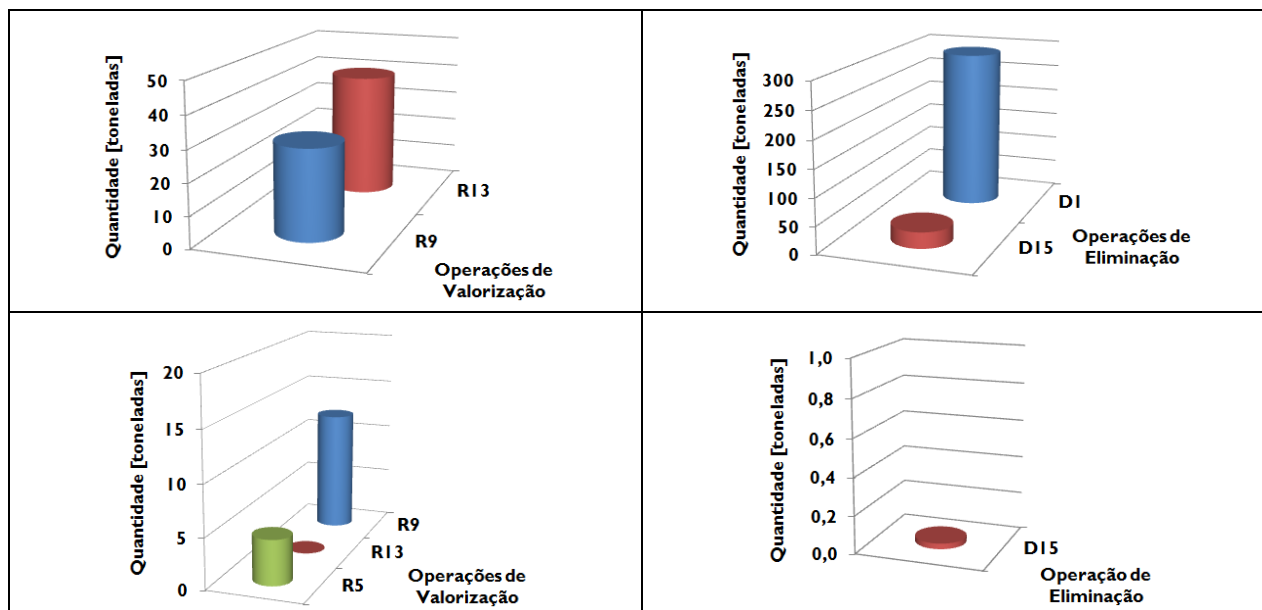 Quantidade [toneladas]
50
40
30
20
10
0
R13
R9
Operações de
Valorização
Quantidade [toneladas]
300
250
200
150
100
50
0
D1
D15
Operações de
Eliminação
Quantidade [toneladas]
20
15
10
5
0
R9
R13
R5
Operações de
Valorização
Quantidade [toneladas]
1,0
0,8
0,6
0,4
0,2
0,0
D15
Operação de
Eliminação